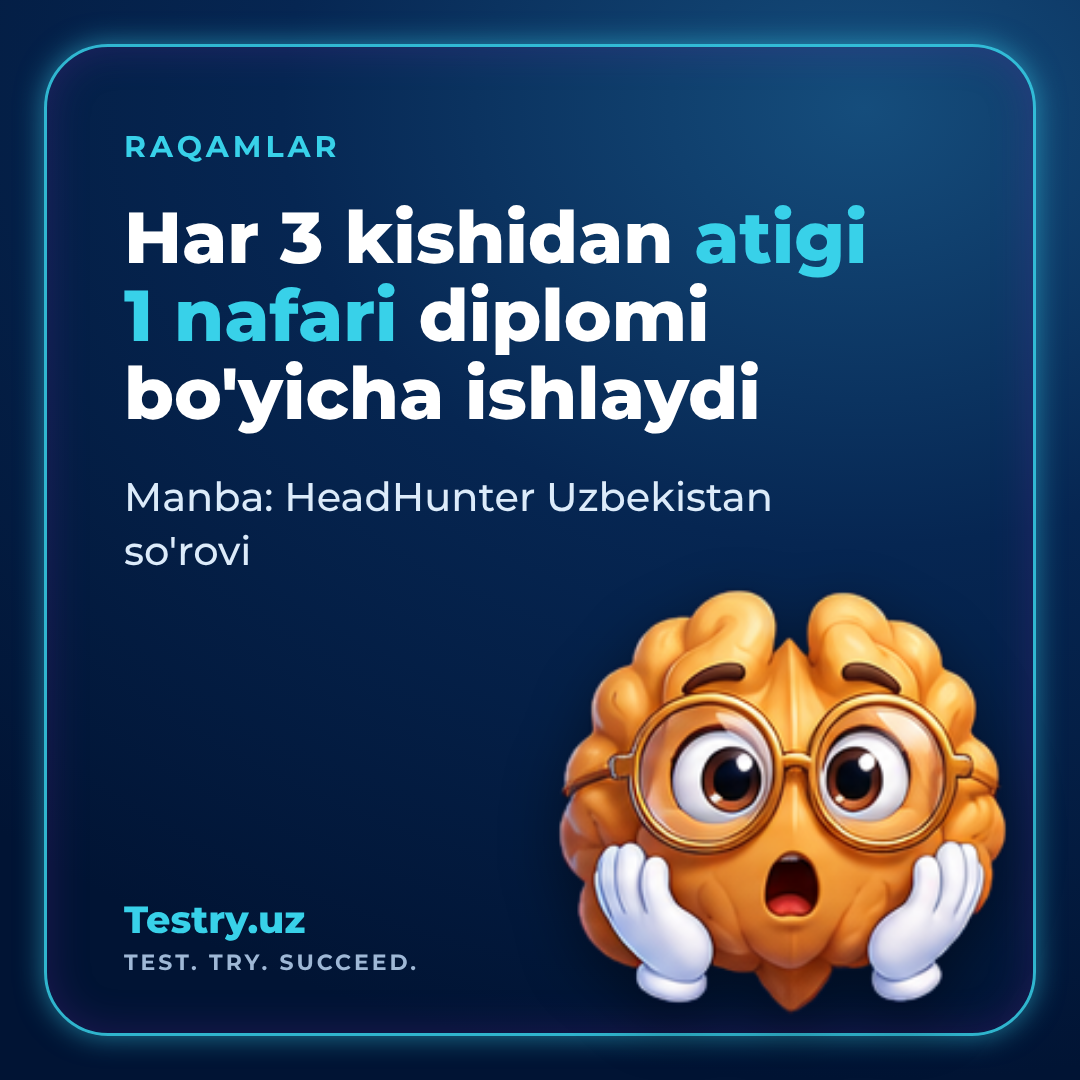 RAQAMLAR
Har 3 kishidan atigi
1 nafari diplomi
bo'yicha ishlaydi
Manba: HeadHunter Uzbekistan
so'rovi
Testry.uz
TEST. TRY. SUCCEED.